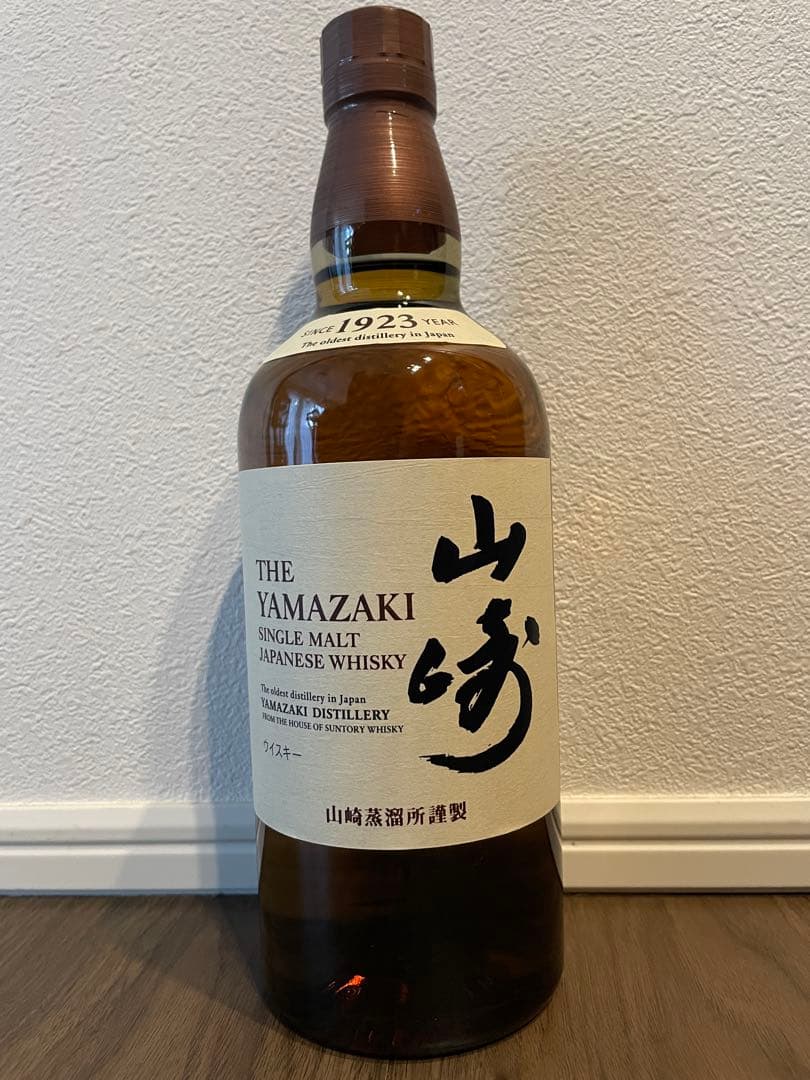 SINCE 1923 YEAR
The oldest distillery in Japan
山崎
THE
YAMAZAKI
SINGLE MALT
JAPANESE WHISKY
The oldest distillery in Japan
YAMAZAKI DISTILLERY
FROM THE HOUSE OF SUNTORY WHISKY
ウイスキー
山崎蒸溜所謹製